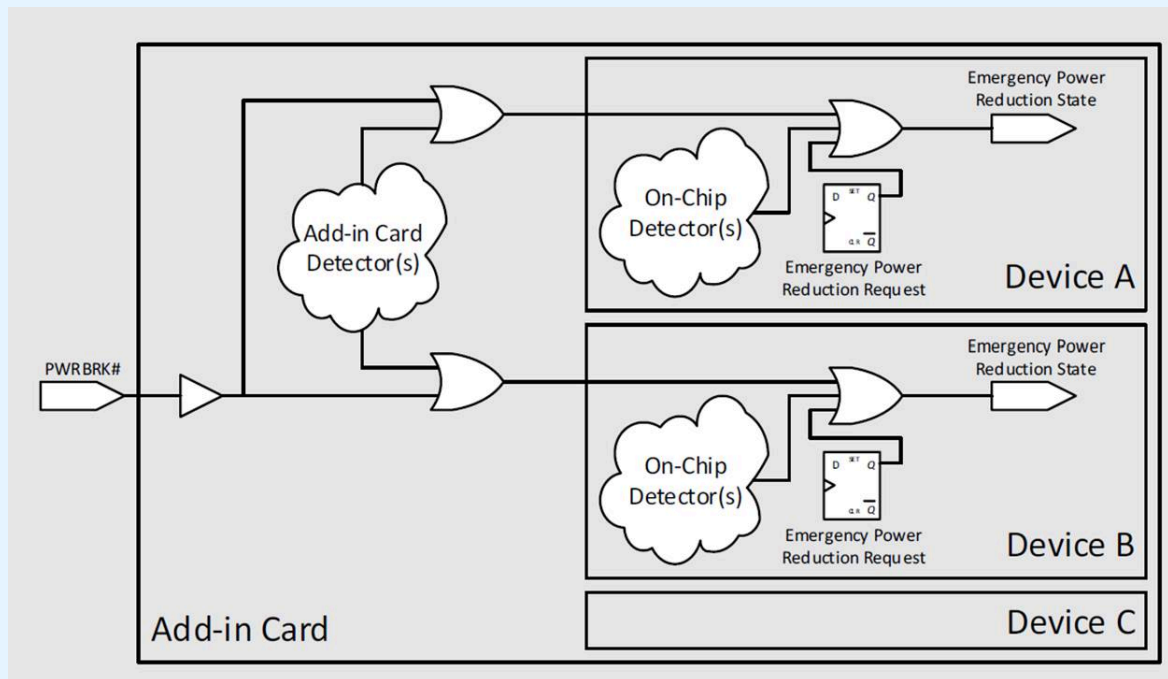 Emergency Power
Reduction State
On-Chip
Detector(s)
D SET Q
CLR Q
Emergency Power
Reduction Request
Device A
Add-in Card
Detector(s)
PWRBRK#
Emergency Power
Reduction State
On-Chip
Detector(s)
D SET Q
CLR Q
Emergency Power
Reduction Request
Device B
Device C
Add-in Card